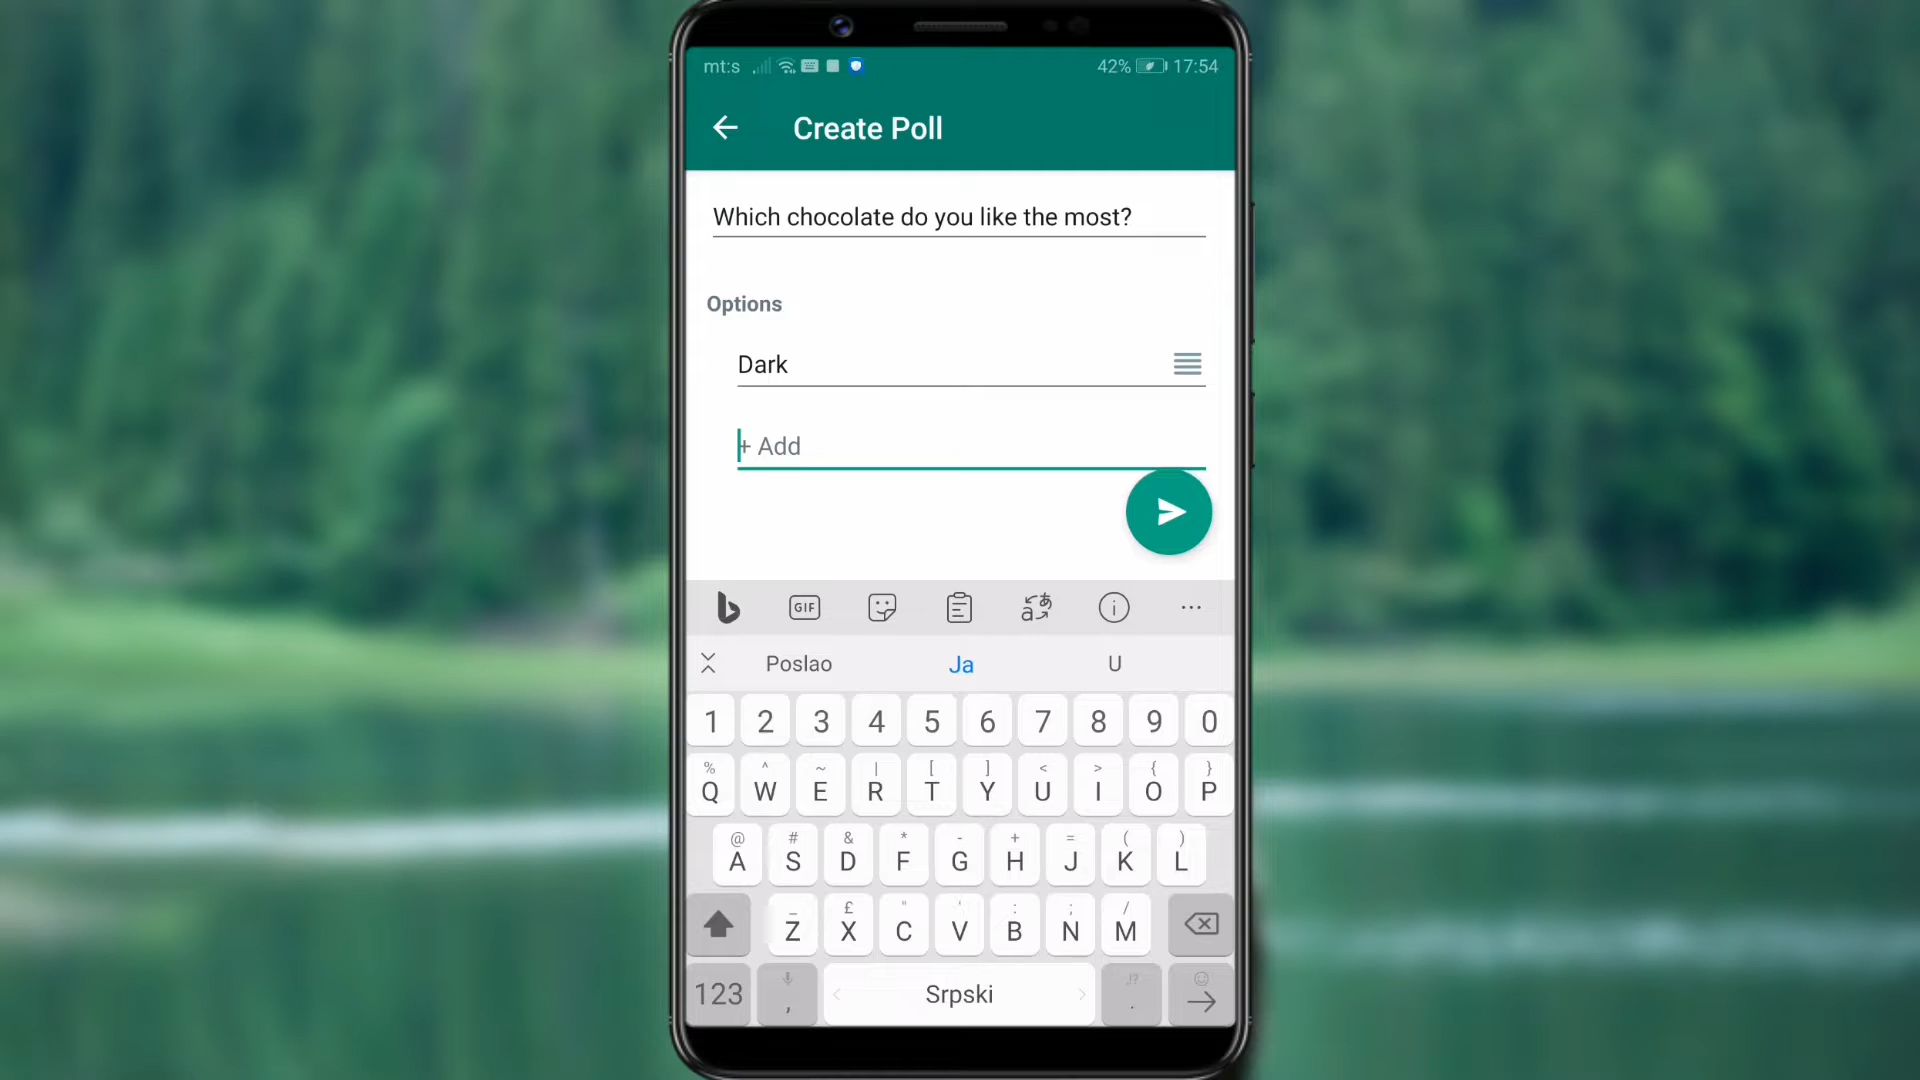 mt:s 42% 17:54
Create Poll
Which chocolate do you like the most?
Options
Dark
+ Add
GIF
Poslao Ja U
1 2 3 4 5 6 7 8 9 0
% ^ ~ | [ ] < > { }
Q W E R T Y U I O P
@ # & * - + = ( )
A S D F G H J K L
_ £ " ' : ; /
Z X C V B N M
123 , Srpski !? .